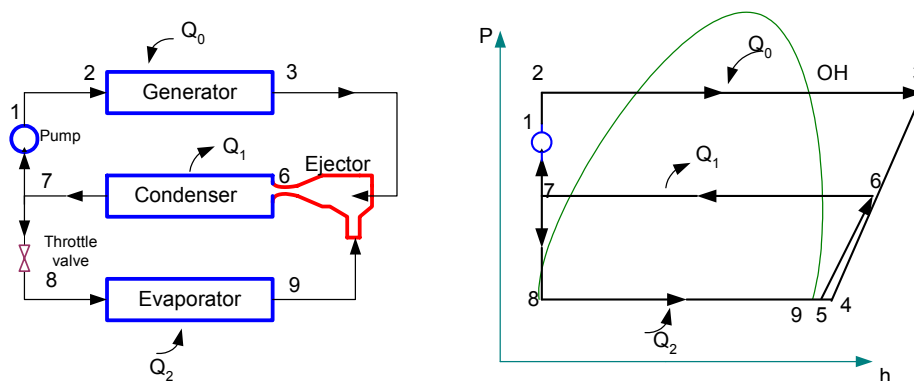 Q0
2
3
Generator
1
Pump
Q1
Ejector
7
Condenser
6
Throttle
valve
8
Evaporator
9
Q2
P
2
Q0
OH
3
1
Q1
7
6
8
9
5
4
Q2
h